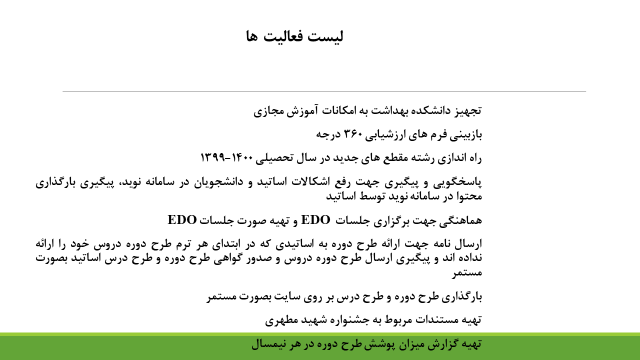 لیست فعالیت ها
تجهیز دانشکده بهداشت به امکانات آموزش مجازی
بازبینی فرم های ارزشیابی ۳۶۰ درجه
راه اندازی رشته مقطع های جدید در سال تحصیلی ۱۴۰۰-۱۳۹۹
پاسخگویی و پیگیری جهت رفع اشکالات اساتید و دانشجویان در سامانه نوید، پیگیری بارگذاری
محتوا در سامانه نوید توسط اساتید
هماهنگی جهت برگزاری جلسات EDO و تهیه صورت جلسات EDO
ارسال نامه جهت ارائه طرح دوره به اساتیدی که در ابتدای هر ترم طرح دوره دروس خود را ارائه
نداده اند و پیگیری ارسال طرح دوره دروس و صدور گواهی طرح دوره و طرح درس اساتید بصورت
مستمر
بارگذاری طرح دوره و طرح درس بر روی سایت بصورت مستمر
تهیه مستندات مربوط به جشنواره شهید مطهری
تهیه گزارش میزان پوشش طرح دوره در هر نیمسال